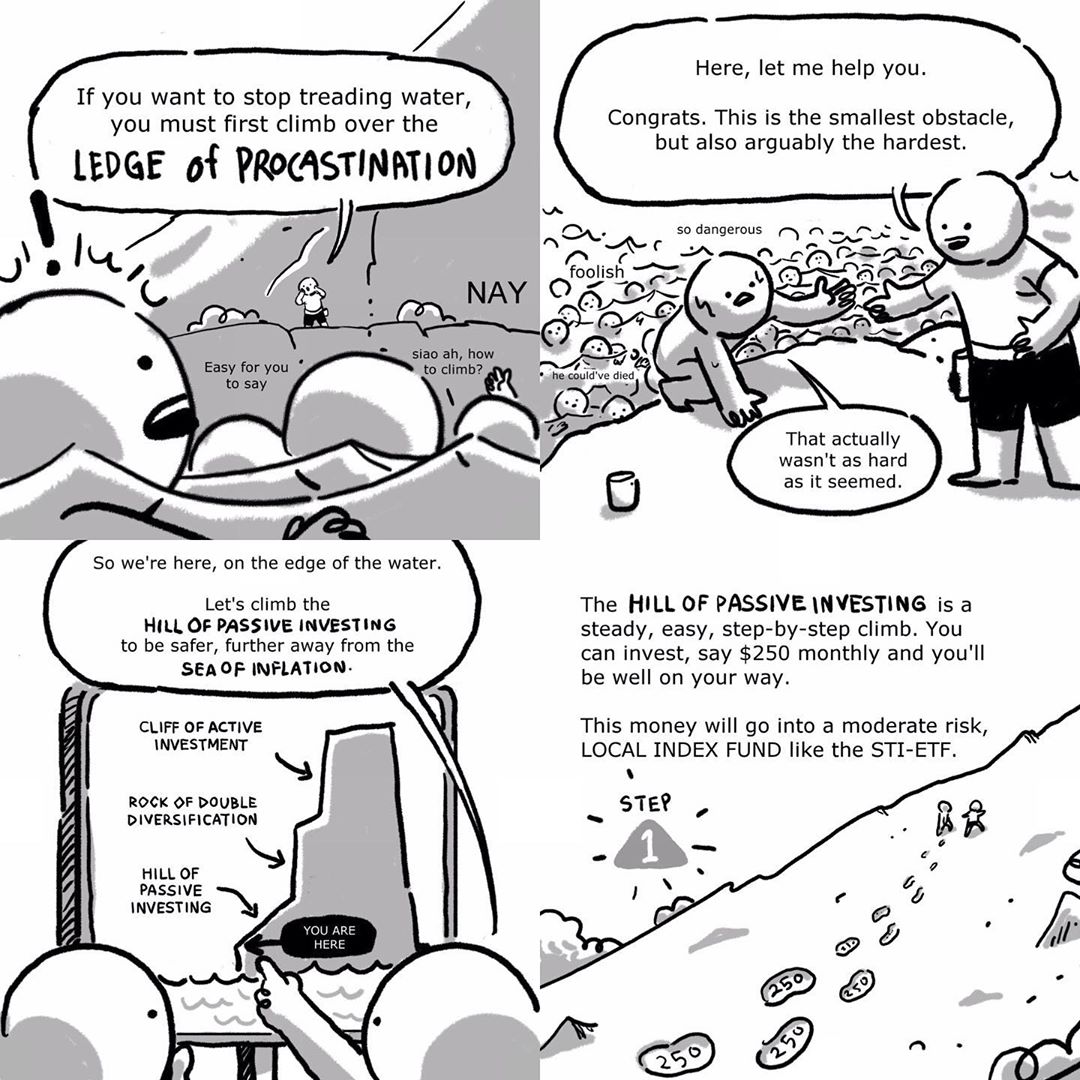 If you want to stop treading water,
you must first climb over the
LEDGE of PROCASTINATION
NAY
Easy for you
to say
siao ah, how
to climb?
Here, let me help you.
Congrats. This is the smallest obstacle,
but also arguably the hardest.
so dangerous
foolish
he could've died
That actually
wasn't as hard
as it seemed.
So we're here, on the edge of the water.
Let's climb the
HILL OF PASSIVE INVESTING
to be safer, further away from the
SEA OF INFLATION.
CLIFF OF ACTIVE
INVESTMENT
ROCK OF DOUBLE
DIVERSIFICATION
HILL OF
PASSIVE
INVESTING
YOU ARE
HERE
The HILL OF PASSIVE INVESTING is a
steady, easy, step-by-step climb. You
can invest, say $250 monthly and you'll
be well on your way.
This money will go into a moderate risk,
LOCAL INDEX FUND like the STI-ETF.
STEP
1
250
250
250
250